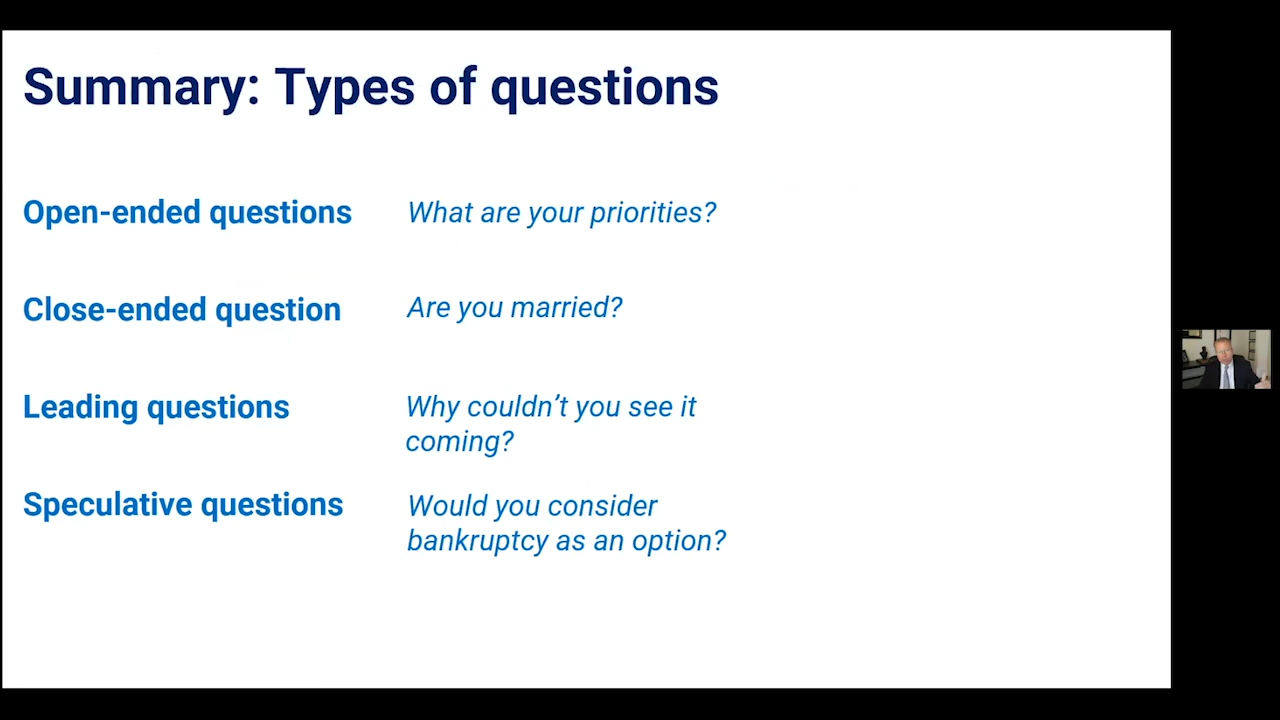 Summary: Types of questions
Open-ended questions
What are your priorities?
Close-ended question
Are you married?
Leading questions
Why couldn’t you see it
coming?
Speculative questions
Would you consider
bankruptcy as an option?